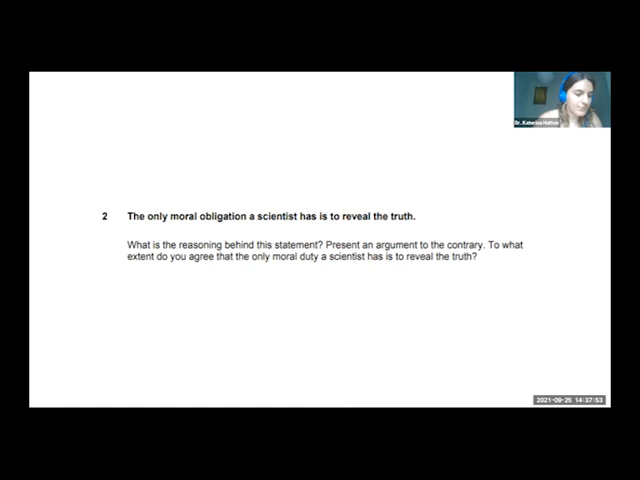 Dr. Katerina
2 The only moral obligation a scientist has is to reveal the truth.
What is the reasoning behind this statement? Present an argument to the contrary. To what
extent do you agree that the only moral duty a scientist has is to reveal the truth?
2021-09-25 14:37:53